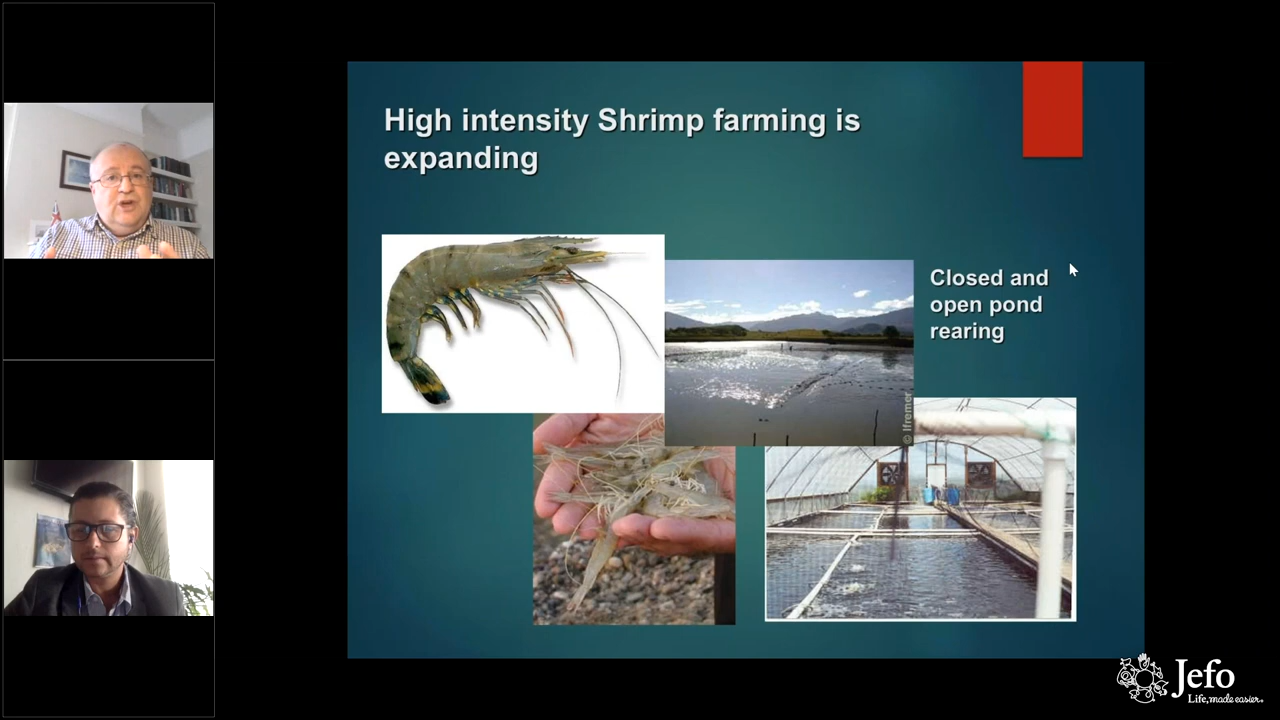 High intensity Shrimp farming is
expanding
Closed and
open pond
rearing
© Ifremer
Jefo
Life, made easier.